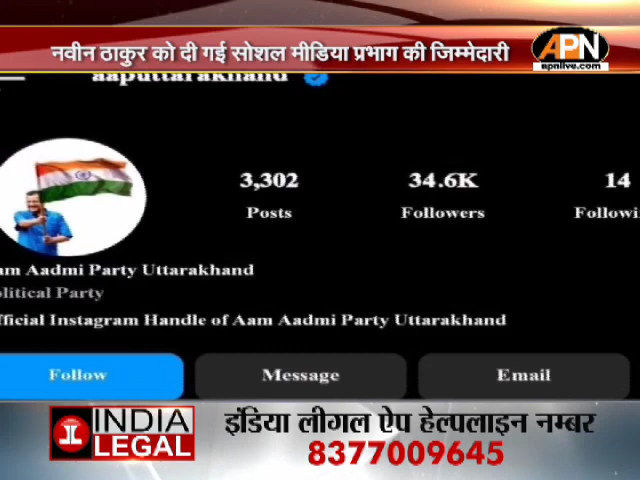 नवीन ठाकुर को दी गई सोशल मीडिया प्रभाग की जिम्मेदारी
APN
apnlive.com
aaputtarakhand
3,302
34.6K
14
Posts
Followers
Followi
am Aadmi Party Uttarakhand
olitical Party
fficial Instagram Handle of Aam Aadmi Party Uttarakhand
Follow
Message
Email
INDIA
LEGAL
इंडिया लीगल ऐप हेल्पलाइन नम्बर
8377009645